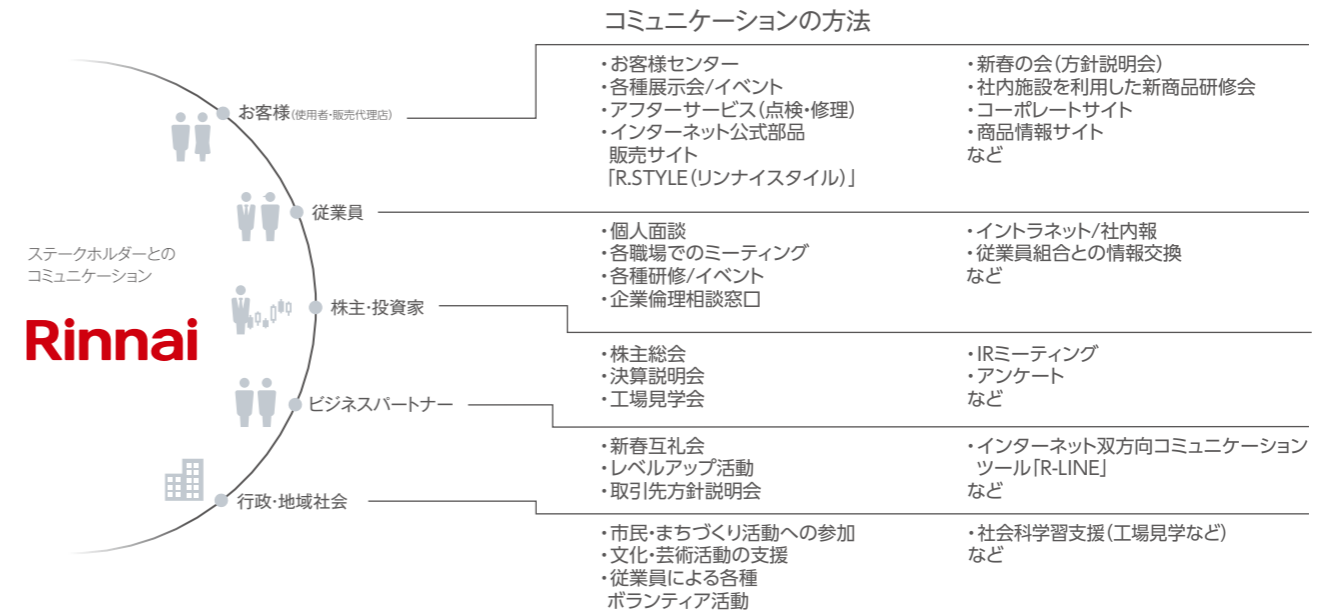 コミュニケーションの方法
ステークホルダーとの
コミュニケーション
Rinnai
お客様(使用者・販売代理店)
・お客様センター
・各種展示会/イベント
・アフターサービス(点検・修理)
・インターネット公式部品
販売サイト
「R.STYLE(リンナイスタイル)」
・新春の会(方針説明会)
・社内施設を利用した新商品研修会
・コーポレートサイト
・商品情報サイト
など
従業員
・個人面談
・各職場でのミーティング
・各種研修/イベント
・企業倫理相談窓口
・イントラネット/社内報
・従業員組合との情報交換
など
株主・投資家
・株主総会
・決算説明会
・工場見学会
・IRミーティング
・アンケート
など
ビジネスパートナー
・新春互礼会
・レベルアップ活動
・取引先方針説明会
・インターネット双方向コミュニケーション
ツール「R-LINE」
など
行政・地域社会
・市民・まちづくり活動への参加
・文化・芸術活動の支援
・従業員による各種
ボランティア活動
・社会科学習支援(工場見学など)
など